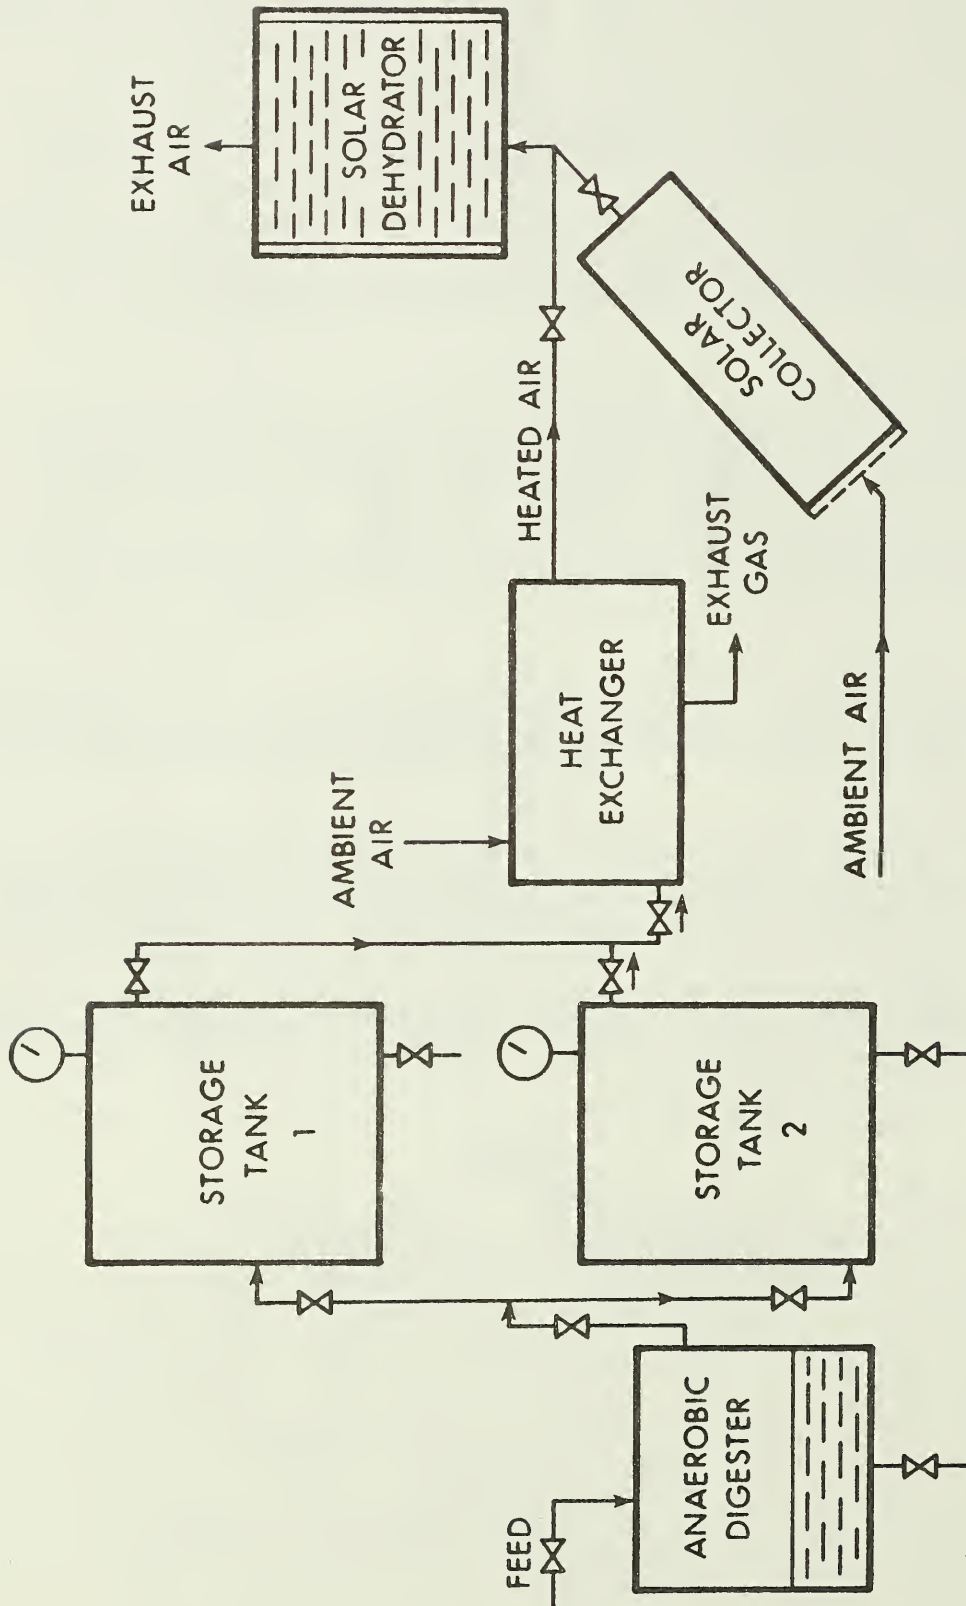 FEED
ANAEROBIC
DIGESTER
STORAGE
TANK
1
STORAGE
TANK
2
AMBIENT
AIR
HEAT
EXCHANGER
HEATED AIR
EXHAUST
GAS
AMBIENT AIR
SOLAR
COLLECTOR
EXHAUST
AIR
SOLAR
DEHYDRATOR